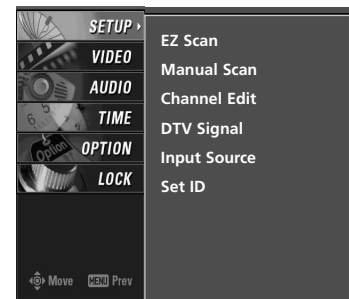 SETUP
VIDEO
AUDIO
TIME
OPTION
LOCK
EZ Scan
Manual Scan
Channel Edit
DTV Signal
Input Source
Set ID
Move MENU Prev